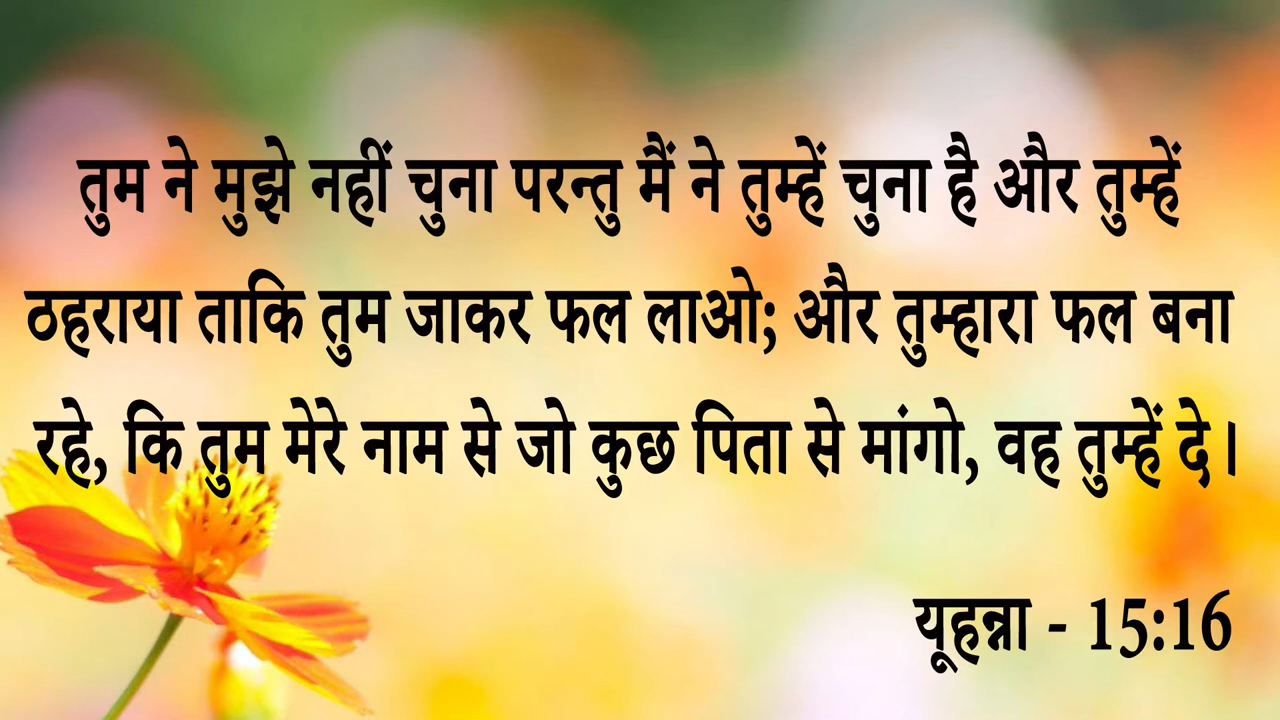 तुम ने मुझे नहीं चुना परन्तु मैं ने तुम्हें चुना है और तुम्हें
ठहराया ताकि तुम जाकर फल लाओ; और तुम्हारा फल बना
रहे, कि तुम मेरे नाम से जो कुछ पिता से मांगो, वह तुम्हें दे।
यूहन्ना - 15:16